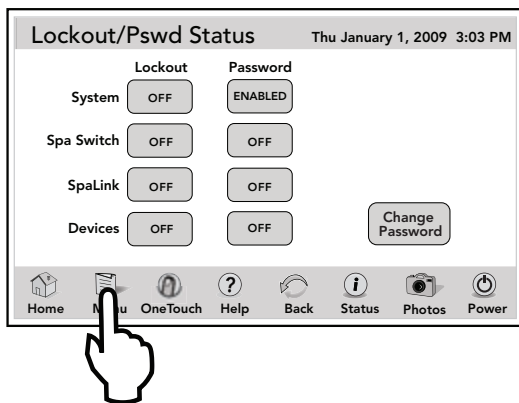 Lockout/Pswd Status Thu January 1, 2009 3:03 PM
Lockout Password
System OFF ENABLED
Spa Switch OFF OFF
SpaLink OFF OFF
Devices OFF OFF
Change
Password
Home OneTouch Help Back Status Photos Power